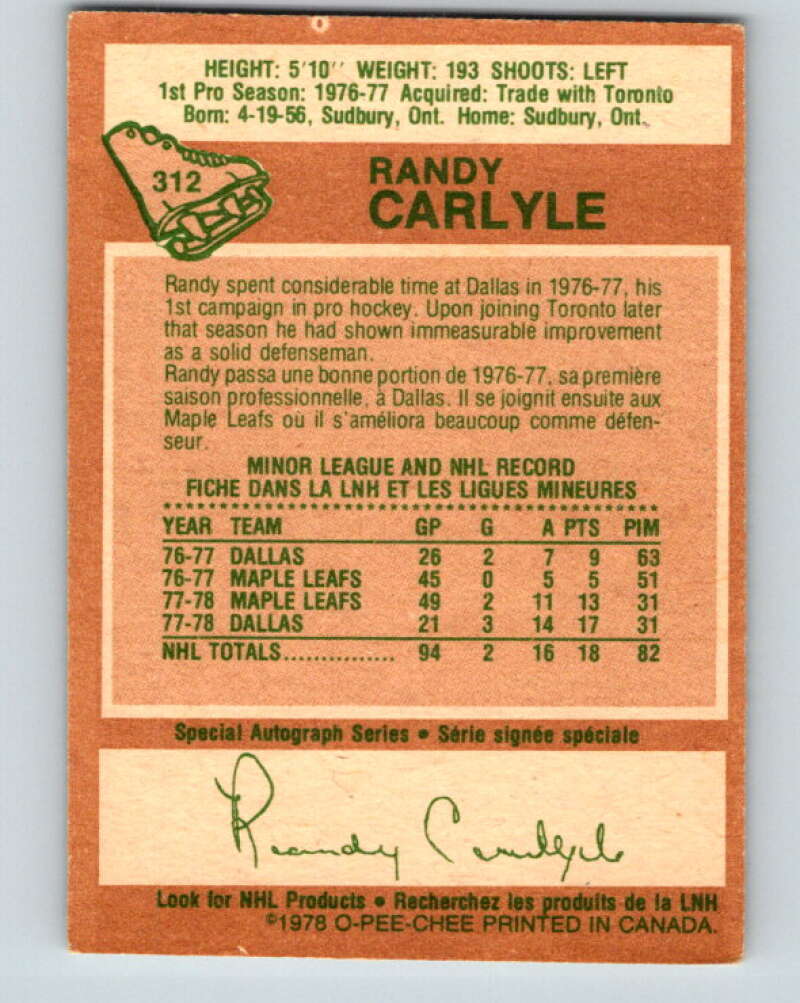 HEIGHT: 5'10'' WEIGHT: 193 SHOOTS: LEFT
1st Pro Season: 1976-77 Acquired: Trade with Toronto
Born: 4-19-56, Sudbury, Ont. Home: Sudbury, Ont.
312
RANDY
CARLYLE
Randy spent considerable time at Dallas in 1976-77, his
1st campaign in pro hockey. Upon joining Toronto later
that season he had shown immeasurable improvement
as a solid defenseman.
Randy passa une bonne portion de 1976-77, sa première
saison professionnelle, à Dallas. Il se joignit ensuite aux
Maple Leafs où il s'améliora beaucoup comme défen-
seur.
MINOR LEAGUE AND NHL RECORD
FICHE DANS LA LNH ET LES LIGUES MINEURES
YEAR TEAM GP G A PTS PIM
76-77 DALLAS 26 2 7 9 63
76-77 MAPLE LEAFS 45 0 5 5 51
77-78 MAPLE LEAFS 49 2 11 13 31
77-78 DALLAS 21 3 14 17 31
NHL TOTALS............... 94 2 16 18 82
Special Autograph Series • Série signée spéciale
Randy Carlyle
Look for NHL Products • Recherchez les produits de la LNH
©1978 O-PEE-CHEE PRINTED IN CANADA.